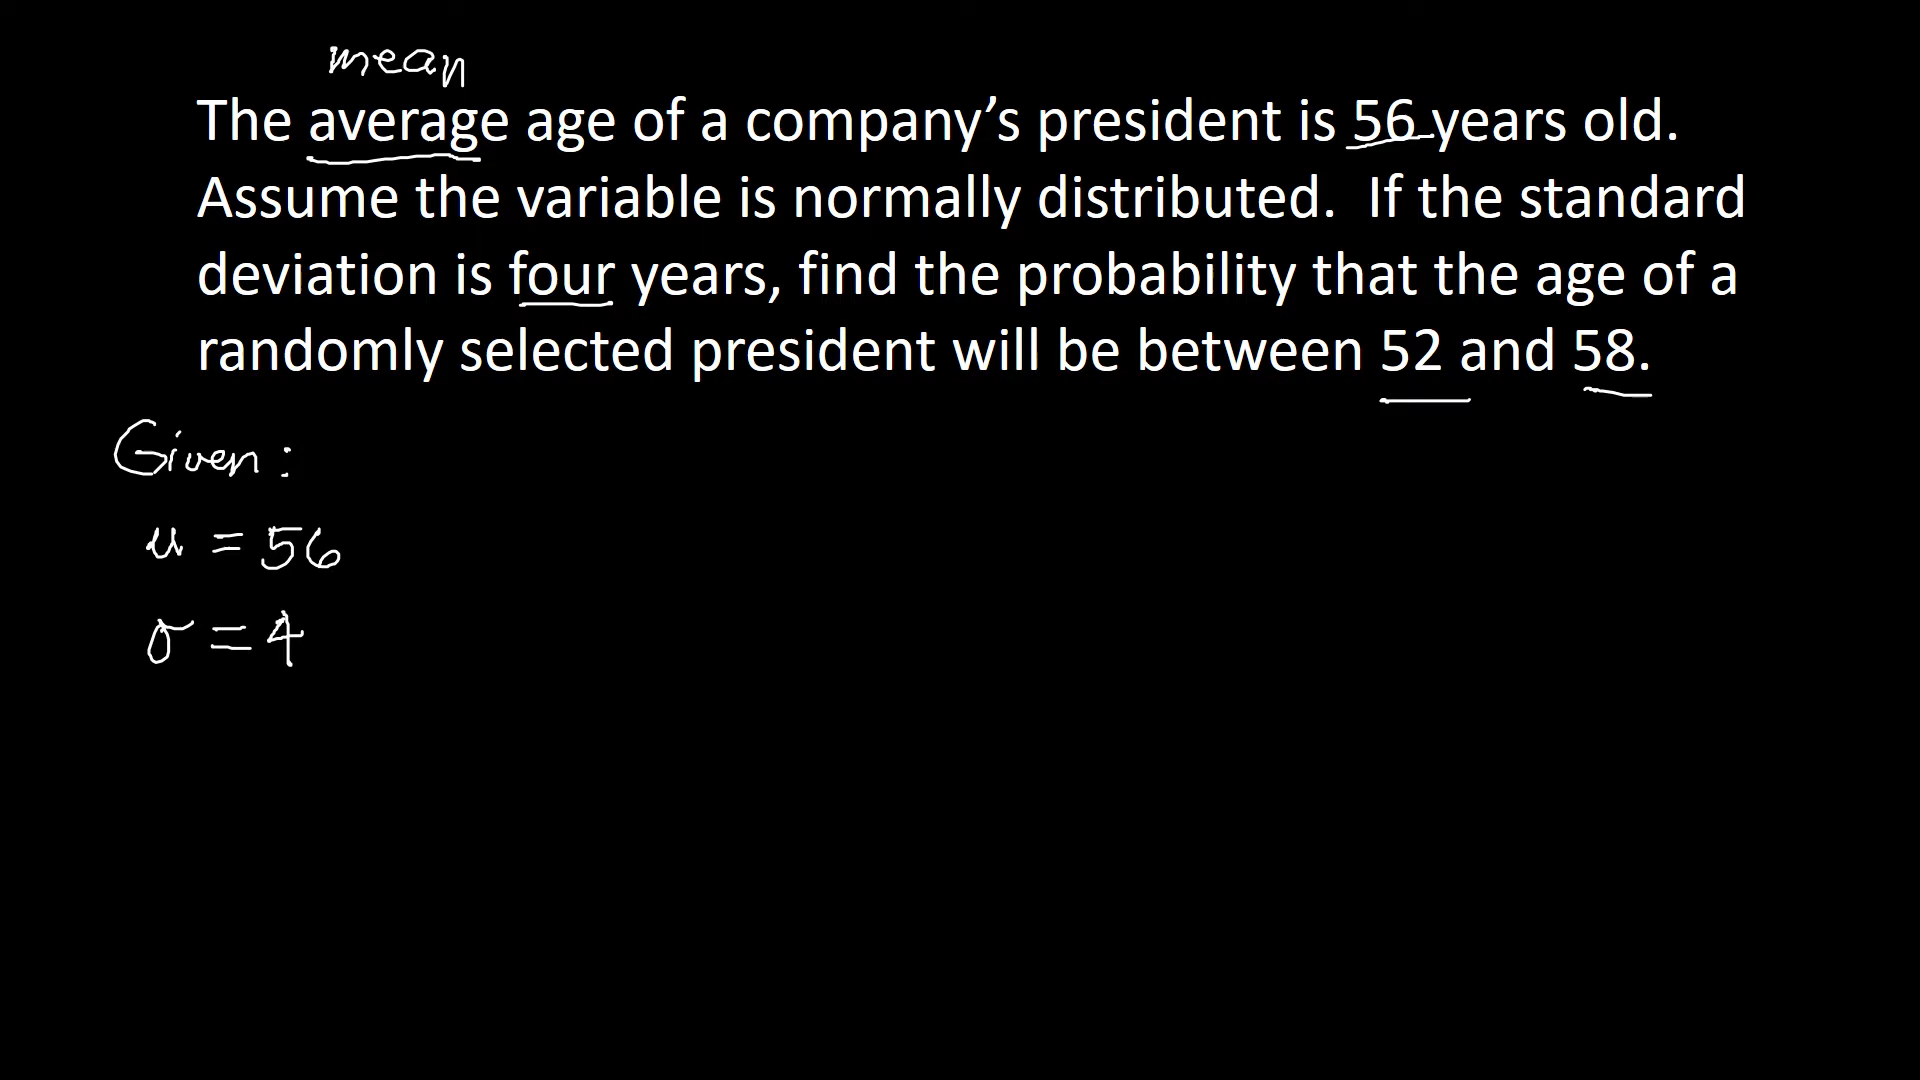 mean
The average age of a company’s president is 56 years old.
Assume the variable is normally distributed.  If the standard
deviation is four years, find the probability that the age of a
randomly selected president will be between 52 and 58.
Given:
μ = 56
σ = 4